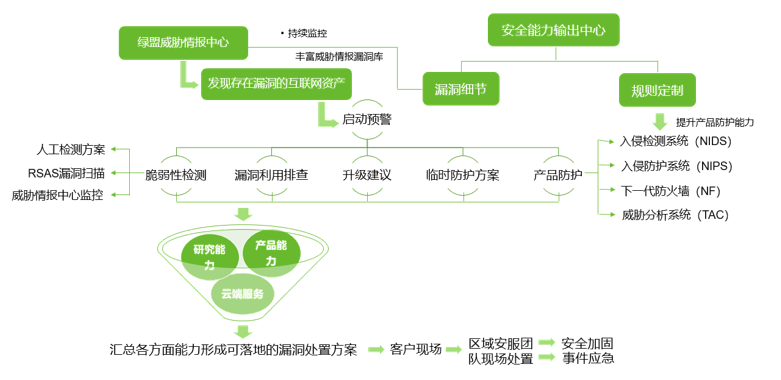 绿盟威胁情报中心
• 持续监控
丰富威胁情报漏洞库
安全能力输出中心
发现存在漏洞的互联网资产
漏洞细节
规则定制
启动预警
提升产品防护能力
人工检测方案
RSAS漏洞扫描
威胁情报中心监控
脆弱性检测
漏洞利用排查
升级建议
临时防护方案
产品防护
入侵检测系统（NIDS）
入侵防护系统（NIPS）
下一代防火墙（NF）
威胁分析系统（TAC）
研究能
力
产品能
力
云端服务
汇总各方面能力形成可落地的漏洞处置方案
客户现场
区域安服团
队现场处置
安全加固
事件应急